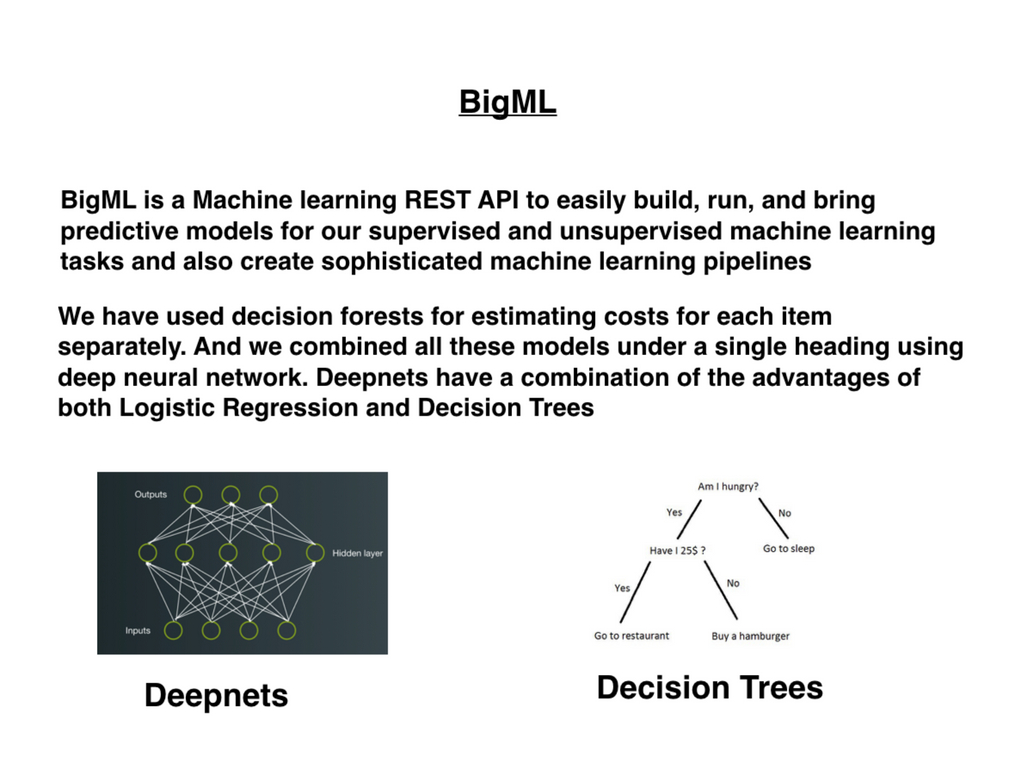 BigML
BigML is a Machine learning REST API to easily build, run, and bring
predictive models for our supervised and unsupervised machine learning
tasks and also create sophisticated machine learning pipelines
We have used decision forests for estimating costs for each item
separately. And we combined all these models under a single heading using
deep neural network. Deepnets have a combination of the advantages of
both Logistic Regression and Decision Trees
Outputs
Hidden layer
Inputs
Deepnets
Am I hungry?
Yes
No
Have I 25$ ?
Go to sleep
Yes
No
Go to restaurant
Buy a hamburger
Decision Trees